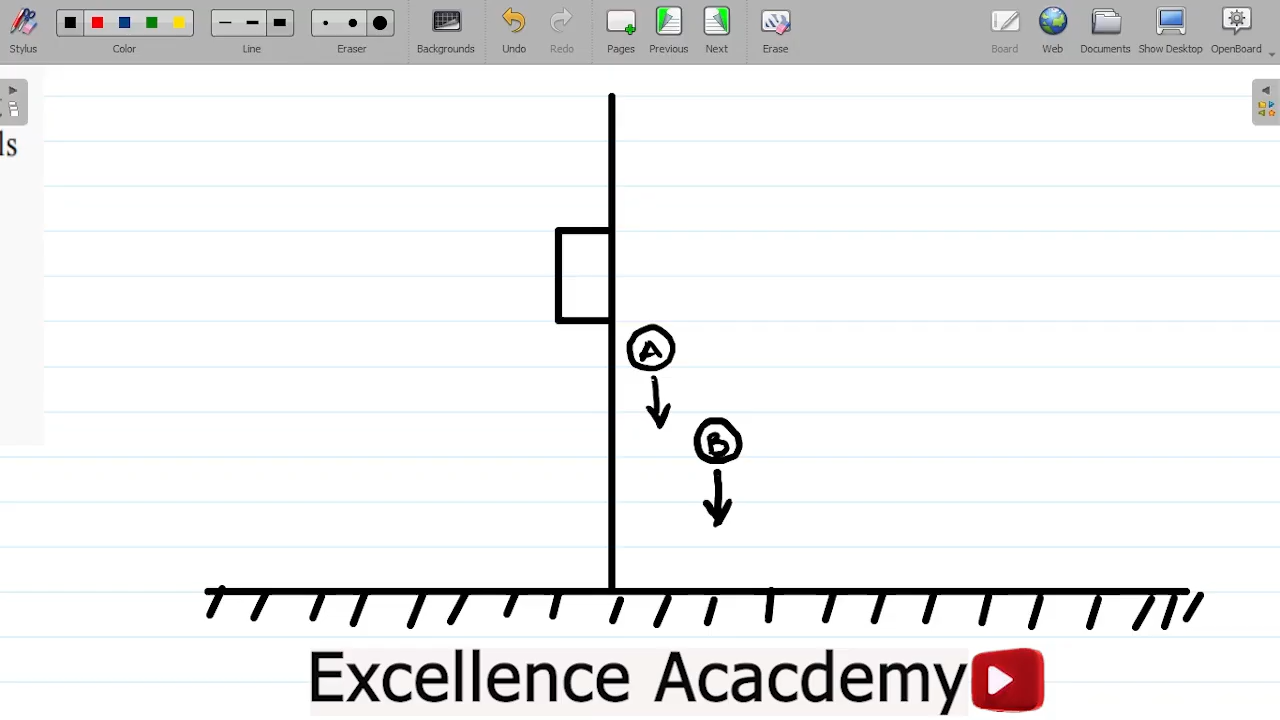 Stylus Color Line Eraser Backgrounds Undo Redo Pages Previous Next Erase Board Web Documents Show Desktop OpenBoard
ls
A
B
Excellence Acacdemy